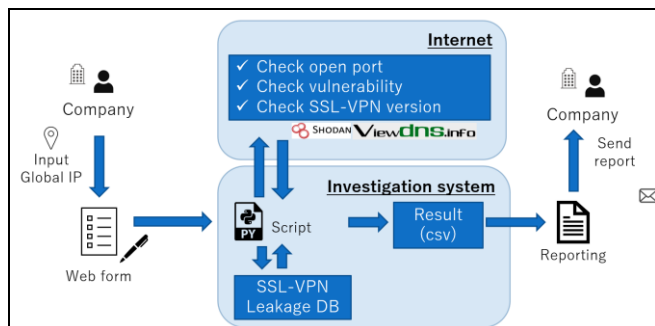 Internet
✓ Check open port
✓ Check vulnerability
✓ Check SSL-VPN version
SHODAN ViewDNS.info
Company
Input
Global IP
Web form
Investigation system
PY
Script
SSL-VPN
Leakage DB
Result
(csv)
Reporting
Company
Send
report